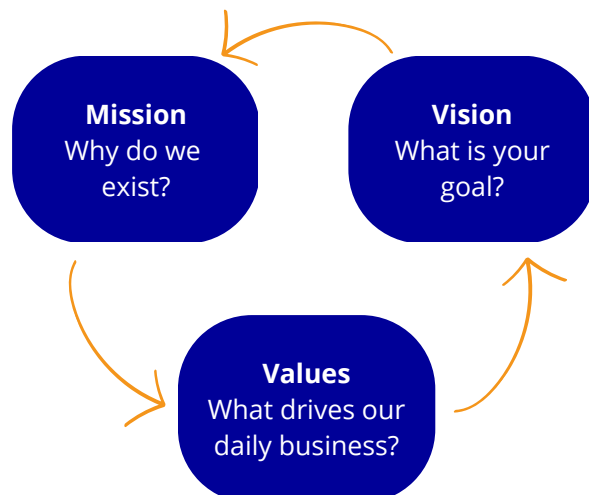 Mission
Why do we
exist?
Vision
What is your
goal?
Values
What drives our
daily business?